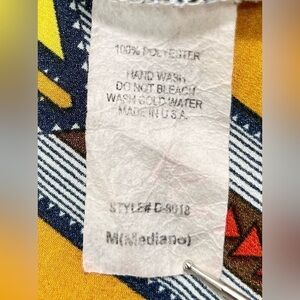 100% POLYESTER
HAND WASH
DO NOT BLEACH
WASH COLD WATER
MADE IN U.S.A.
STYLE# D-9018
M(Mediano)